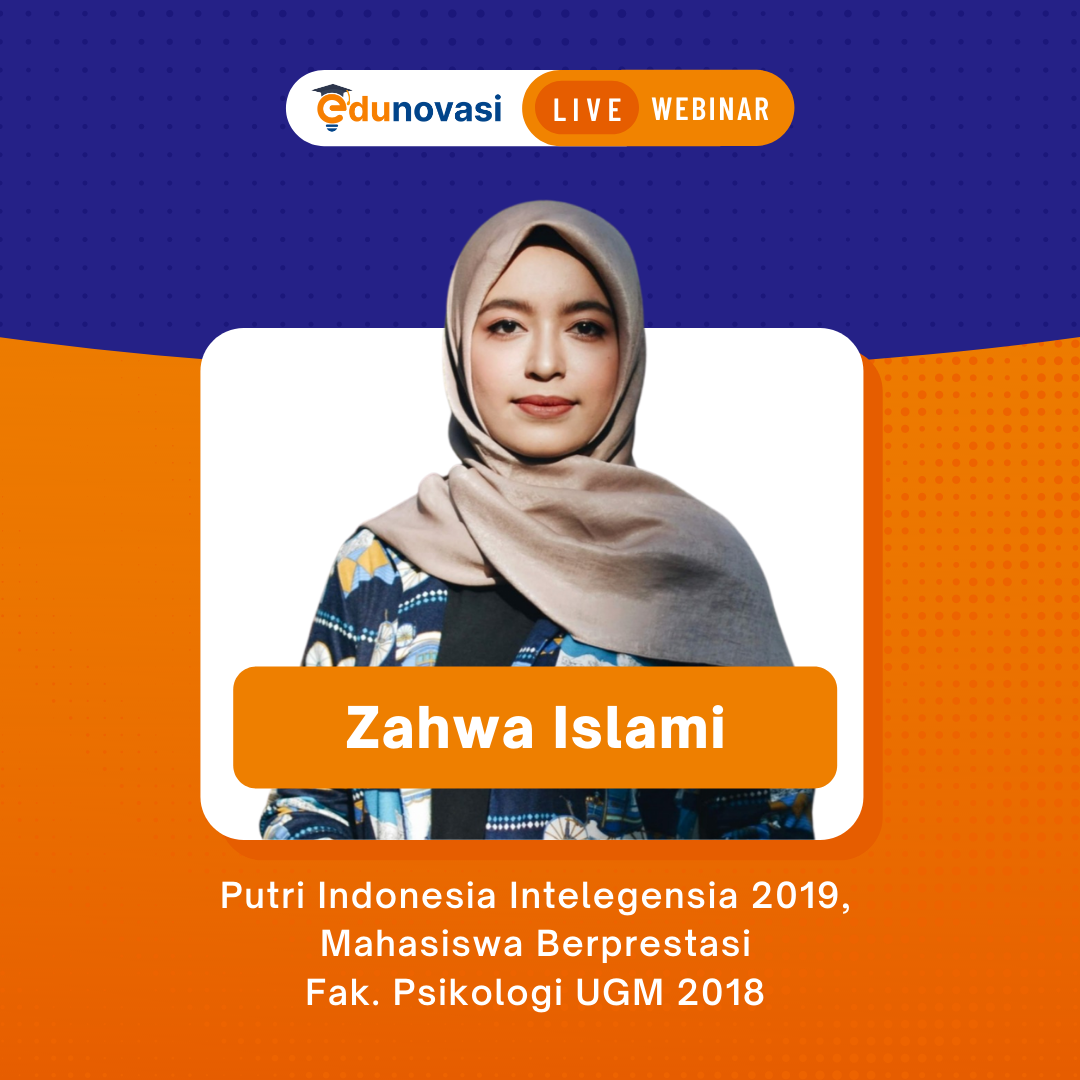 edunovasi LIVE WEBINAR
Zahwa Islami
Putri Indonesia Intelegensia 2019,
Mahasiswa Berprestasi
Fak. Psikologi UGM 2018